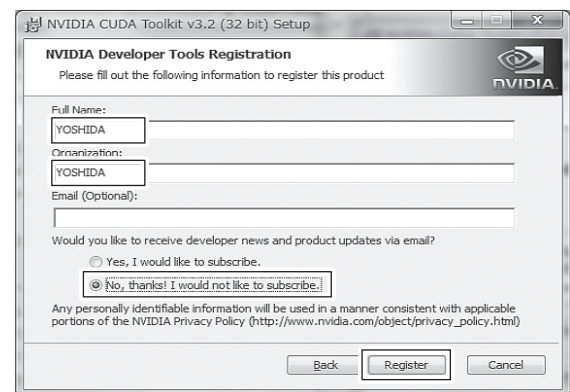 NVIDIA CUDA Toolkit v3.2 (32 bit) Setup
NVIDIA Developer Tools Registration
Please fill out the following information to register this product
NVIDIA.
Full Name:
YOSHIDA
Organization:
YOSHIDA
Email (Optional):
Would you like to receive developer news and product updates via email?
Yes, I would like to subscribe.
No, thanks! I would not like to subscribe.
Any personally identifiable information will be used in a manner consistent with applicable
portions of the NVIDIA Privacy Policy (http://www.nvidia.com/object/privacy_policy.html)
Back Register Cancel